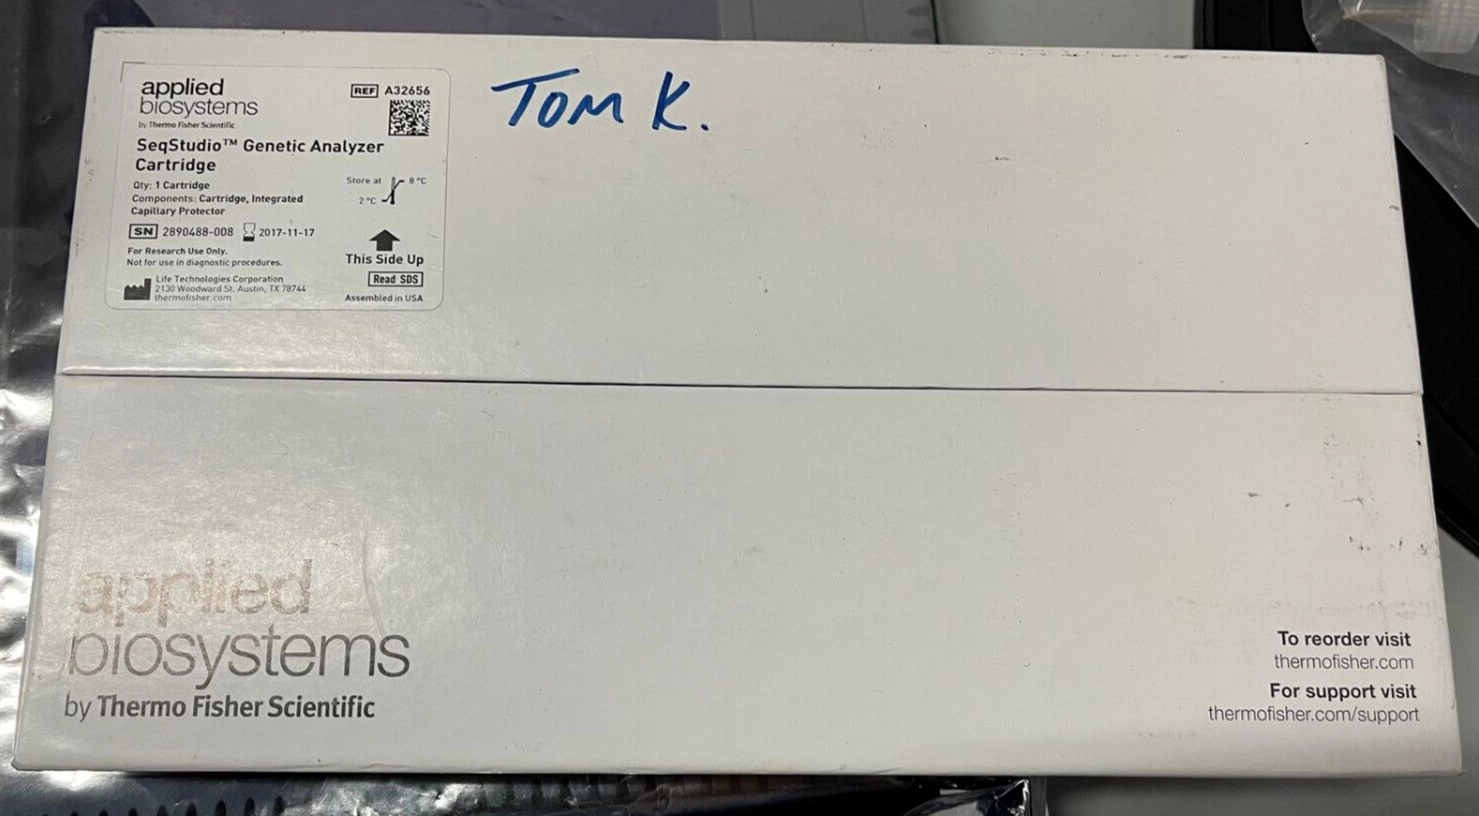 applied
biosystems
by Thermo Fisher Scientific
REF A32656
SeqStudio™ Genetic Analyzer
Cartridge
Qty: 1 Cartridge
Components: Cartridge, Integrated
Capillary Protector
Store at 8 °C
2 °C
SN 2890488-008 2017-11-17
For Research Use Only.
Not for use in diagnostic procedures.
This Side Up
Read SDS
Life Technologies Corporation
2130 Woodward St. Austin, TX 78744
thermofisher.com
Assembled in USA
TOM K.
applied
biosystems
by Thermo Fisher Scientific
To reorder visit
thermofisher.com
For support visit
thermofisher.com/support